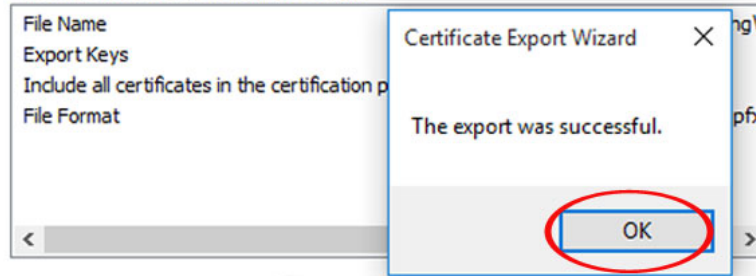 File Name
Export Keys
Include all certificates in the certification p
File Format
Certificate Export Wizard
The export was successful.
OK